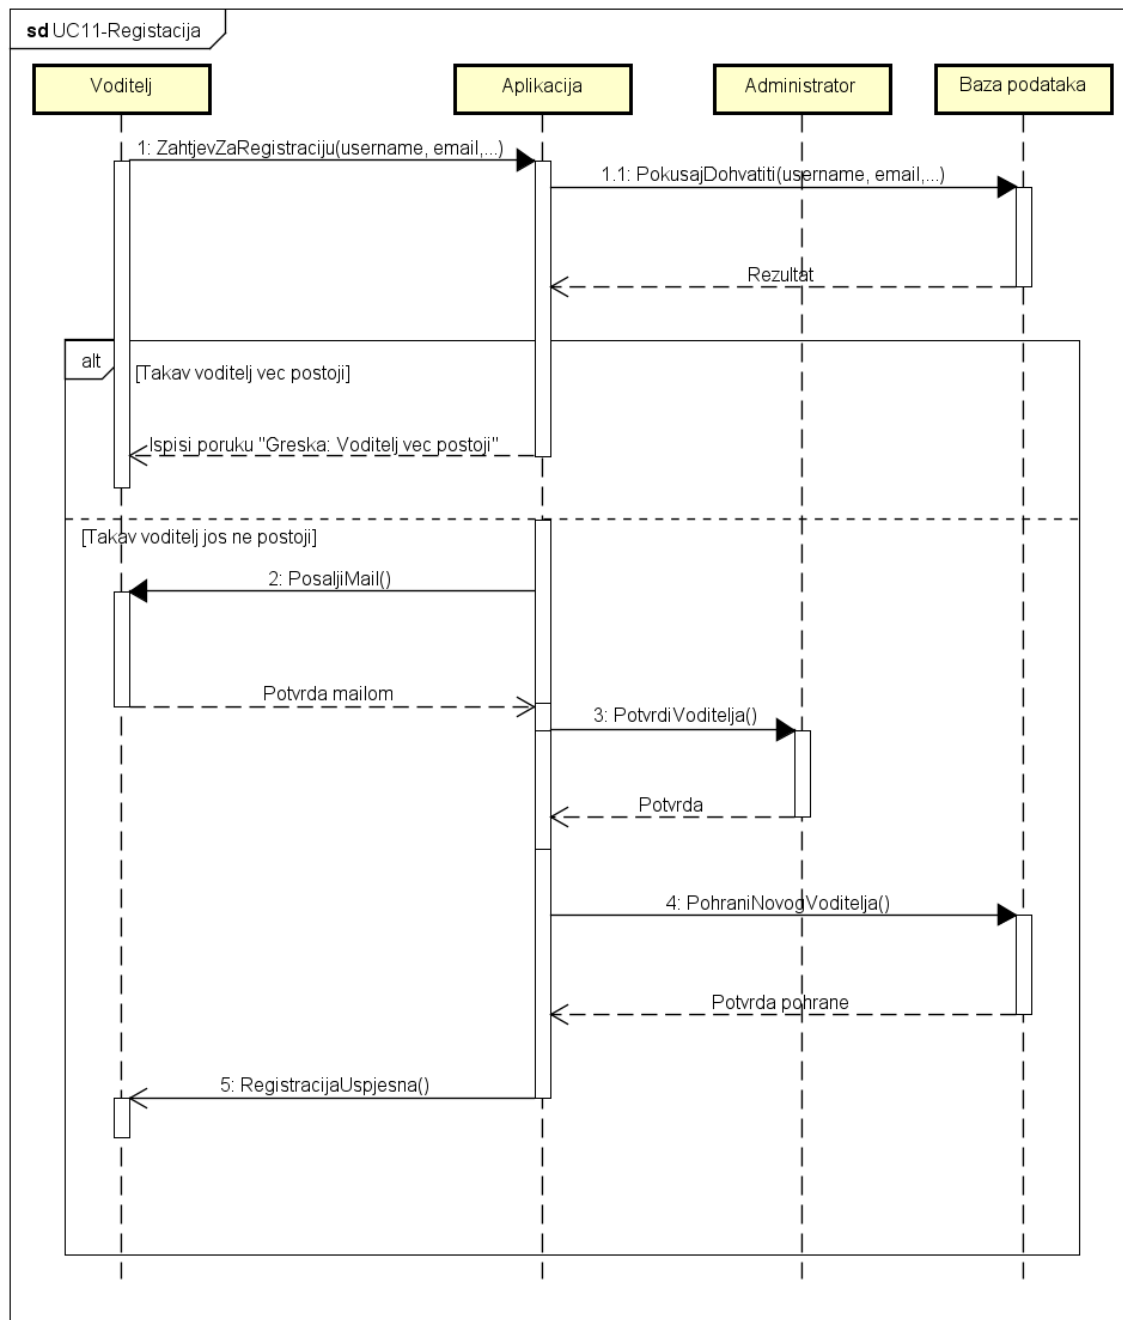 sd UC11-Registacija
Voditelj
Aplikacija
Administrator
Baza podataka
1: ZahtjevZaRegistraciju(username, email,...)
1.1: PokusajDohvatiti(username, email,...)
Rezultat
alt
[Takav voditelj vec postoji]
Ispisi poruku "Greska: Voditelj vec postoji"
[Takav voditelj jos ne postoji]
2: PosaljiMail()
Potvrda mailom
3: PotvrdiVoditelja()
Potvrda
4: PohraniNovogVoditelja()
Potvrda pohrane
5: RegistracijaUspjesna()